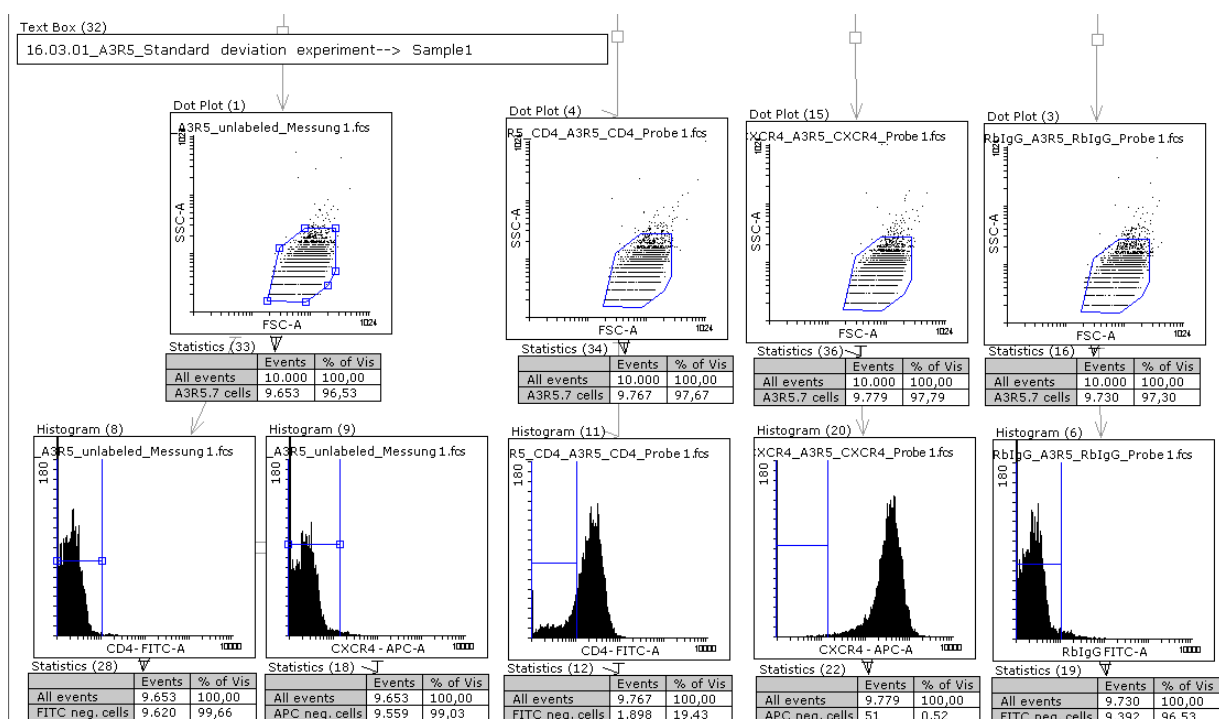 Text Box (32)
16.03.01_A3R5_Standard deviation experiment--> Sample1
Dot Plot (1)
_A3R5_unlabeled_Messung 1.fcs
SSC-A
FSC-A
1024
Dot Plot (4)
R5_CD4_A3R5_CD4_Probe 1.fcs
SSC-A
FSC-A
1024
Dot Plot (15)
XCR4_A3R5_CXCR4_Probe 1.fcs
SSC-A
FSC-A
1024
Dot Plot (3)
RbIgG_A3R5_RbIgG_Probe 1.fcs
SSC-A
FSC-A
1024
Statistics (33)
Events % of Vis
All events 10.000 100,00
A3R5.7 cells 9.653 96,53
Statistics (34)
Events % of Vis
All events 10.000 100,00
A3R5.7 cells 9.767 97,67
Statistics (36)
Events % of Vis
All events 10.000 100,00
A3R5.7 cells 9.779 97,79
Statistics (16)
Events % of Vis
All events 10.000 100,00
A3R5.7 cells 9.730 97,30
Histogram (8)
_A3R5_unlabeled_Messung 1.fcs
180
CD4-FITC-A
10000
Histogram (9)
_A3R5_unlabeled_Messung 1.fcs
180
CXCR4 - APC-A
10000
Histogram (11)
R5_CD4_A3R5_CD4_Probe 1.fcs
180
CD4-FITC-A
10000
Histogram (20)
XCR4_A3R5_CXCR4_Probe 1.fcs
180
CXCR4 - APC-A
10000
Histogram (6)
RbIgG_A3R5_RbIgG_Probe 1.fcs
180
RbIgG FITC-A
10000
Statistics (28)
Events % of Vis
All events 9.653 100,00
FITC neg. cells 9.620 99,66
Statistics (18)
Events % of Vis
All events 9.653 100,00
APC neg. cells 9.559 99,03
Statistics (12)
Events % of Vis
All events 9.767 100,00
FITC neg. cells 1.898 19,43
Statistics (22)
Events % of Vis
All events 9.779 100,00
APC neg. cells 51 0,52
Statistics (19)
Events % of Vis
All events 9.730 100,00
FITC neg. cells 9.393 96,53